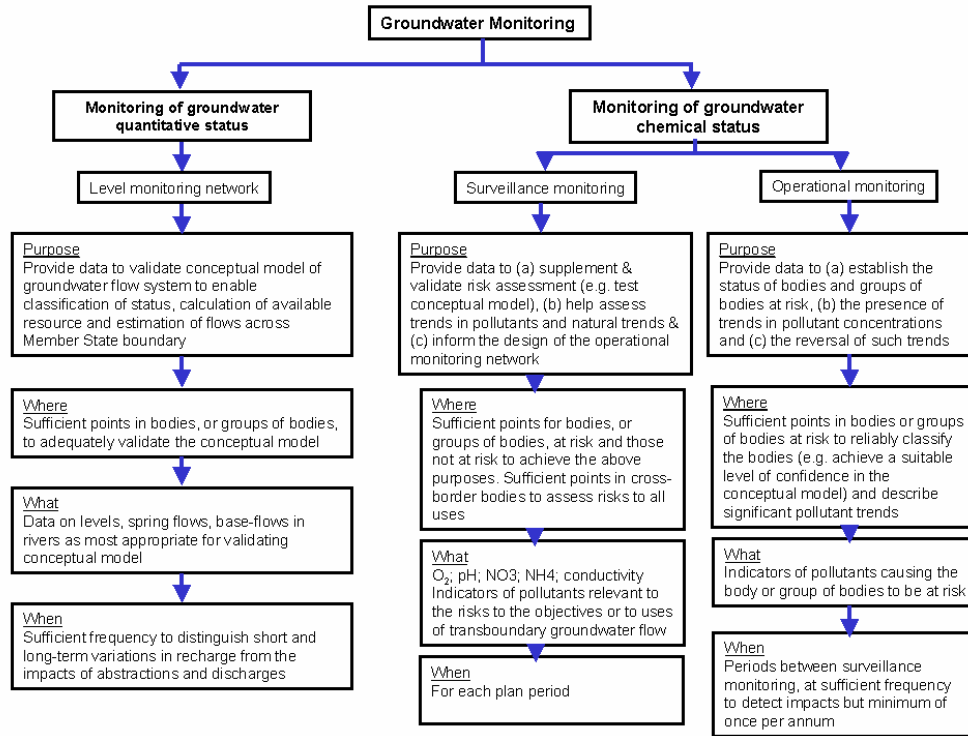 Groundwater Monitoring
Monitoring of groundwater
quantitative status
Monitoring of groundwater
chemical status
Level monitoring network
Surveillance monitoring
Operational monitoring
Purpose
Provide data to validate conceptual model of
groundwater flow system to enable
classification of status, calculation of available
resource and estimation of flows across
Member State boundary
Where
Sufficient points in bodies, or groups of bodies,
to adequately validate the conceptual model
What
Data on levels, spring flows, base-flows in
rivers as most appropriate for validating
conceptual model
When
Sufficient frequency to distinguish short and
long-term variations in recharge from the
impacts of abstractions and discharges
Purpose
Provide data to (a) supplement &
validate risk assessment (e.g. test
conceptual model), (b) help assess
trends in pollutants and natural trends &
(c) inform the design of the operational
monitoring network
Where
Sufficient points for bodies, or
groups of bodies, at risk and those
not at risk to achieve the above
purposes. Sufficient points in cross-
border bodies to assess risks to all
uses
What
O₂; pH; NO3; NH4; conductivity
Indicators of pollutants relevant to
the risks to the objectives or to uses
of transboundary groundwater flow
When
For each plan period
Purpose
Provide data to (a) establish the
status of bodies and groups of
bodies at risk, (b) the presence of
trends in pollutant concentrations
and (c) the reversal of such trends
Where
Sufficient points in bodies or groups
of bodies at risk to reliably classify
the bodies (e.g. achieve a suitable
level of confidence in the
conceptual model) and describe
significant pollutant trends
What
Indicators of pollutants causing the
body or group of bodies to be at risk
When
Periods between surveillance
monitoring, at sufficient frequency
to detect impacts but minimum of
once per annum